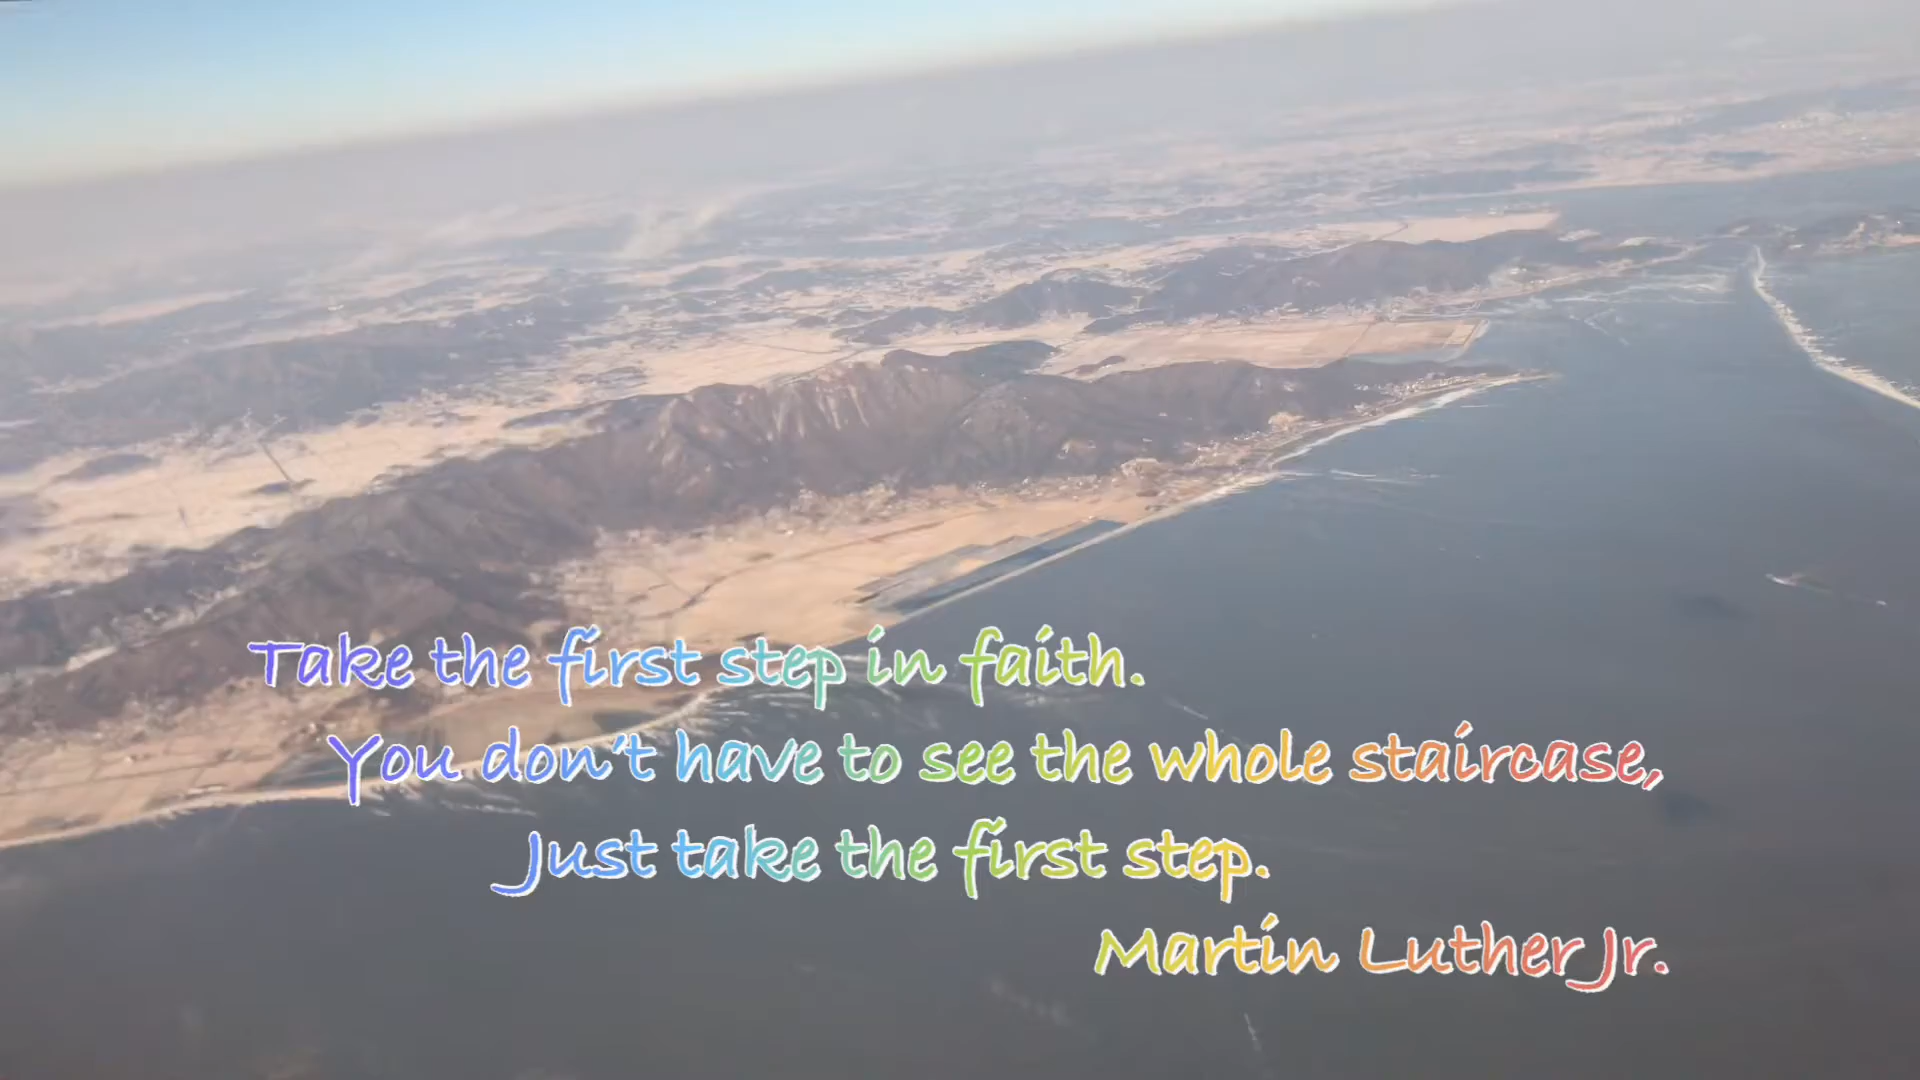 Take the first step in faith.
You don't have to see the whole staircase,
Just take the first step.
Martin Luther Jr.